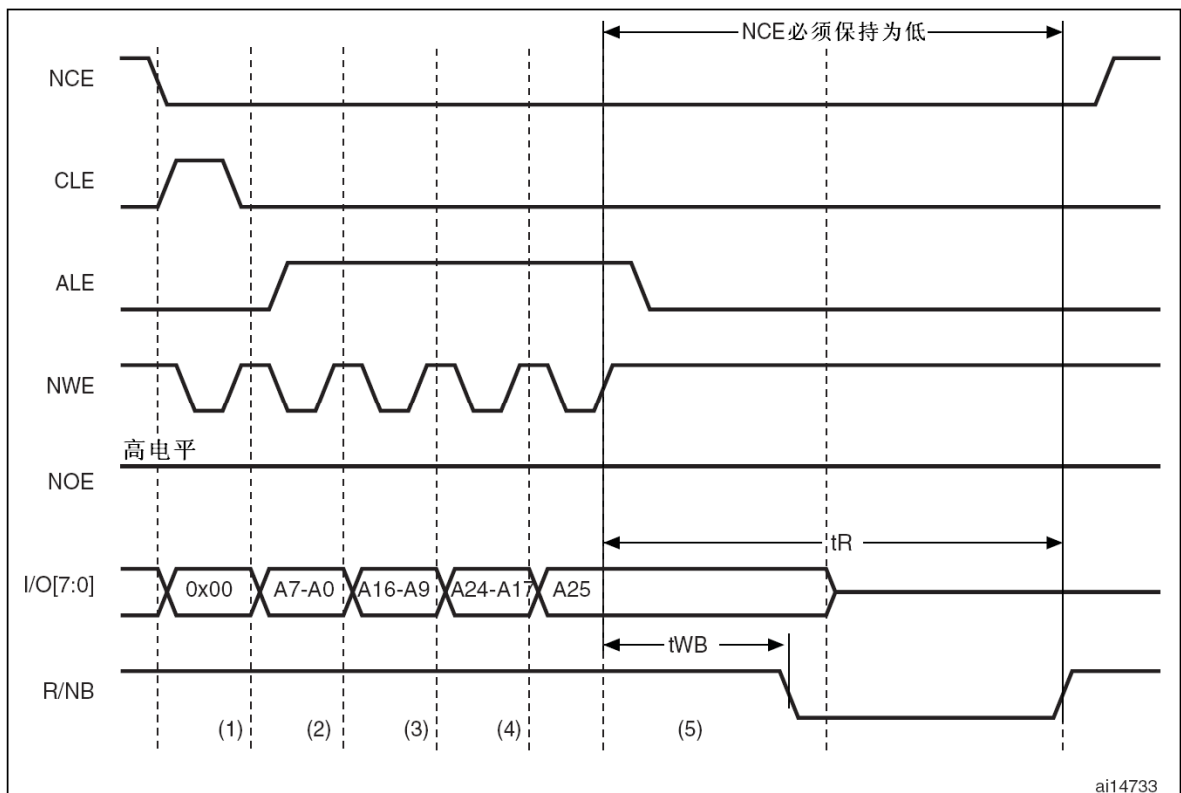 NCE必须保持为低
NCE
CLE
ALE
NWE
高电平
NOE
tR
I/O[7:0]
0x00
A7-A0
A16-A9
A24-A17
A25
tWB
R/NB
(1)
(2)
(3)
(4)
(5)
ai14733